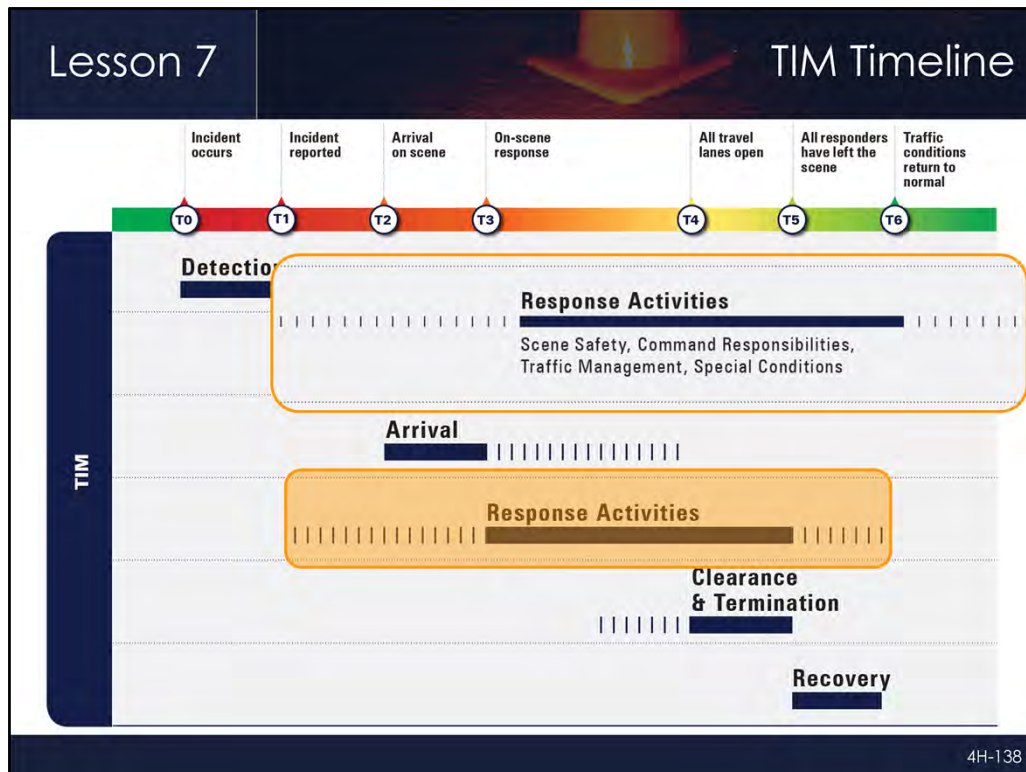 Lesson 7
TIM Timeline
Incident
occurs
Incident
reported
Arrival
on scene
On-scene
response
All travel
lanes open
All responders
have left the
scene
Traffic
conditions
return to
normal
T0
T1
T2
T3
T4
T5
T6
TIM
Detectio
Response Activities
Scene Safety, Command Responsibilities,
Traffic Management, Special Conditions
Arrival
Response Activities
Clearance
& Termination
Recovery
4H-138